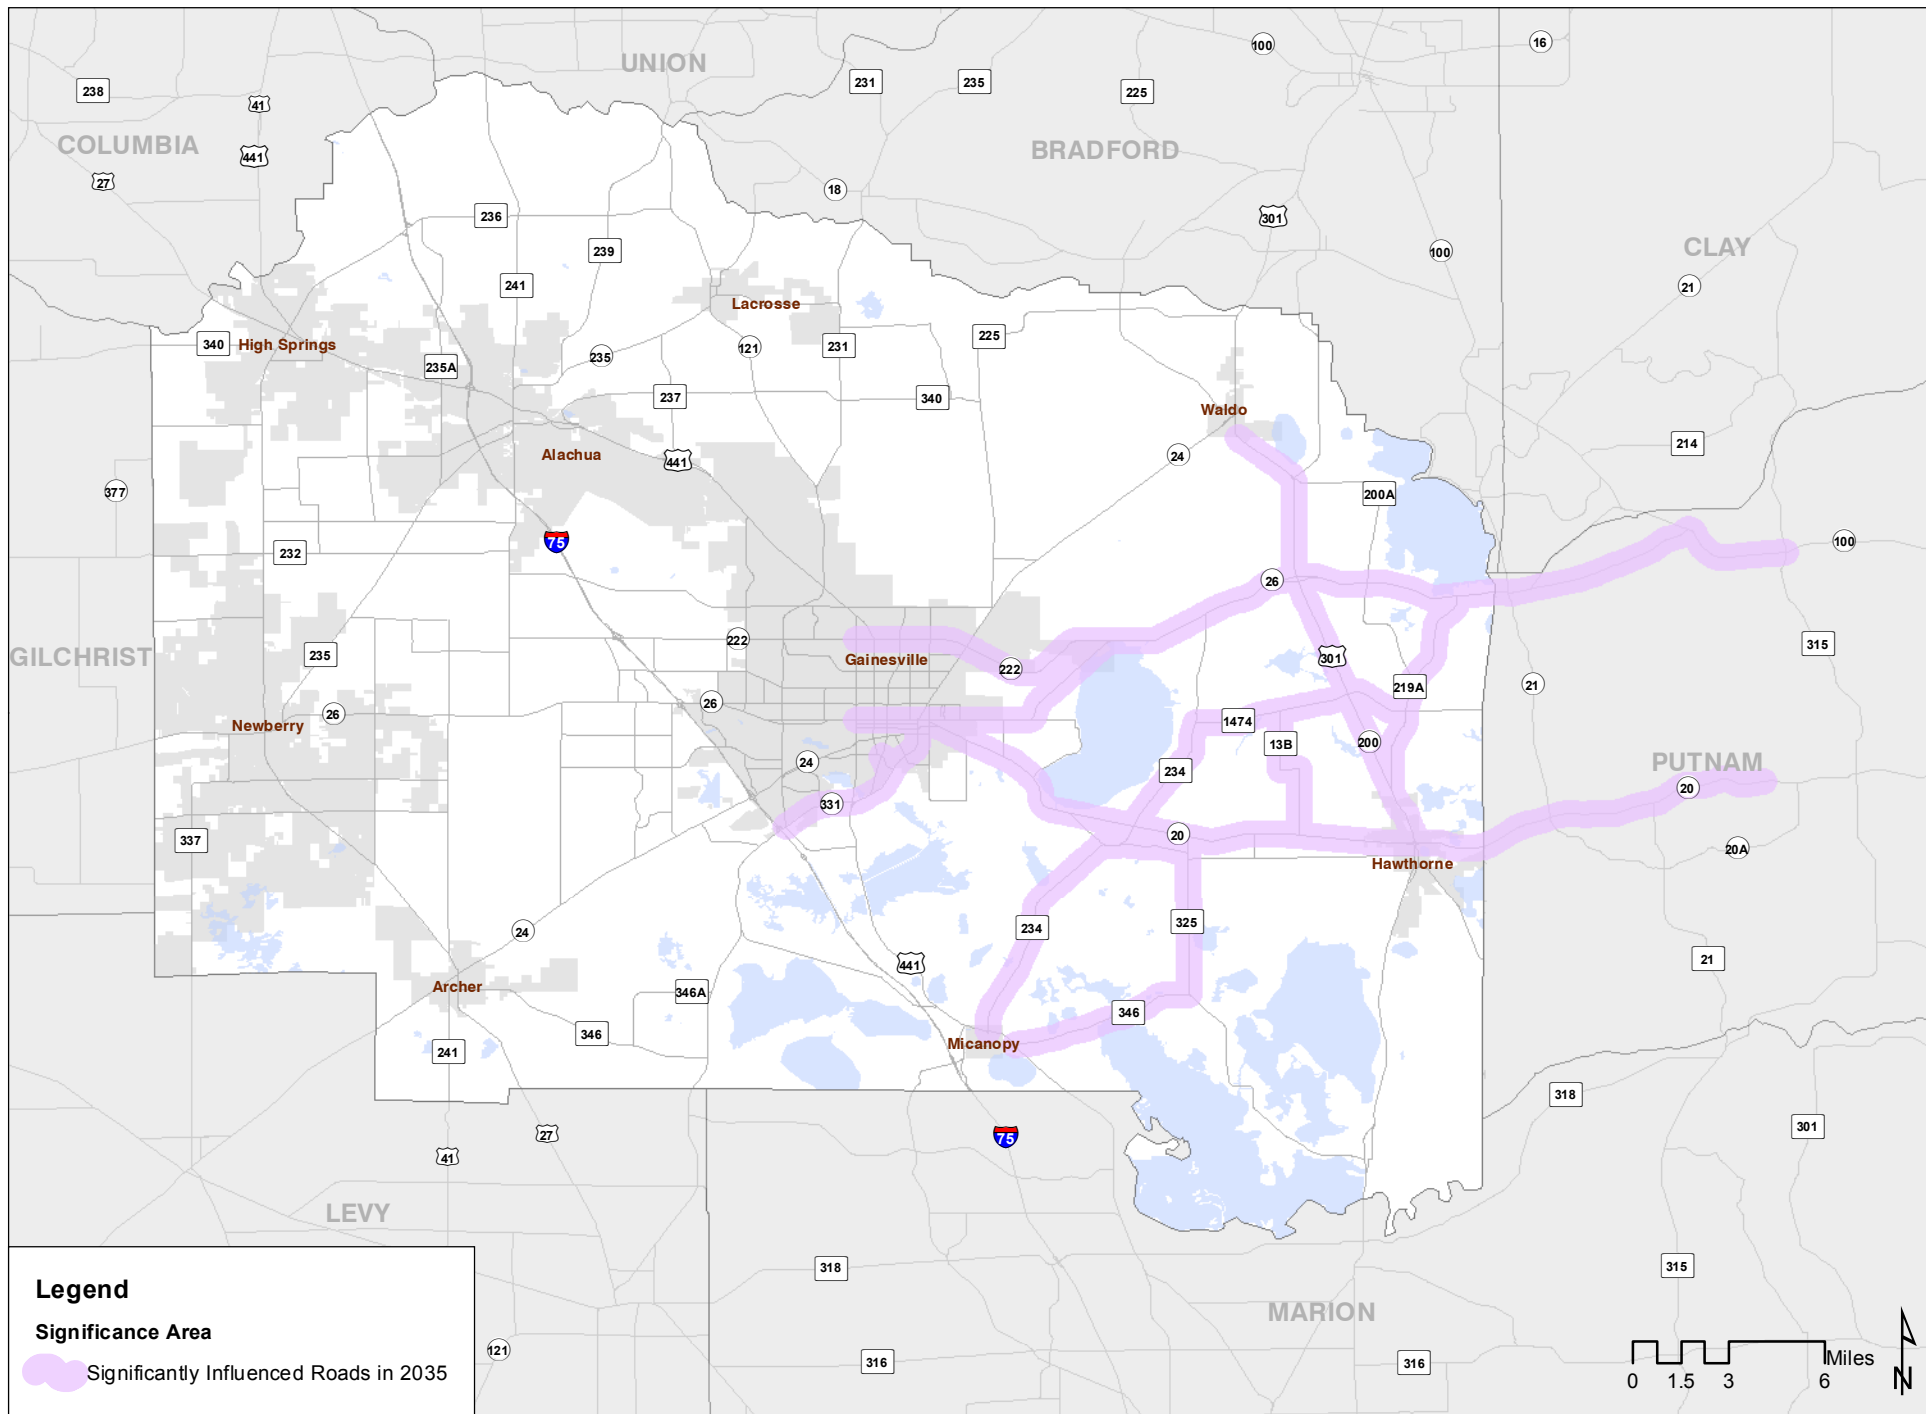 UNION
100
16
238
41
231
235
225
COLUMBIA
441
27
BRADFORD
18
236
301
239
100
CLAY
241
21
Lacrosse
340
High Springs
235A
235
121
231
225
237
340
Waldo
214
Alachua
441
24
377
200A
75
232
100
26
222
Gainesville
222
GILCHRIST
235
301
315
219A
21
Newberry
26
26
1474
13B
200
24
234
PUTNAM
20
331
337
20
20A
Hawthorne
24
234
325
441
21
Archer
346A
346
346
Micanopy
241
318
27
75
301
41
LEVY
318
315
MARION
121
316
316
Legend
Significance Area
Significantly Influenced Roads in 2035
Miles
0 1.5 3 6
N